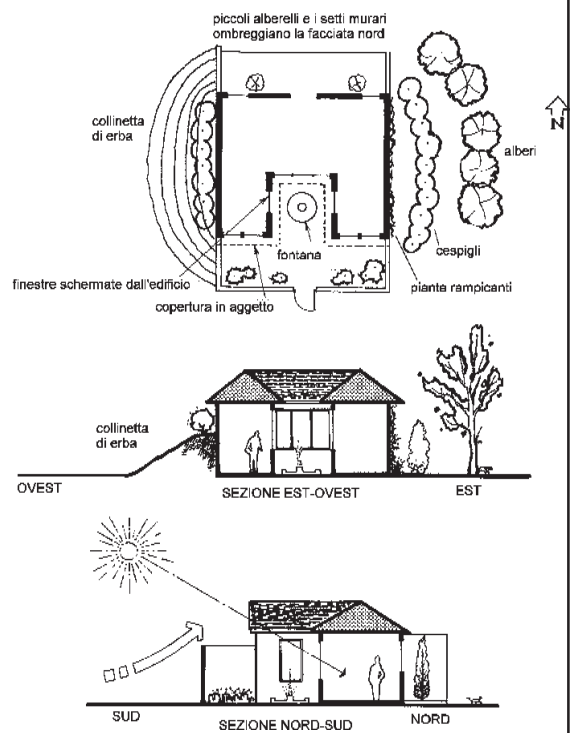 piccoli alberelli e i setti murari
ombreggiano la facciata nord
collinetta
di erba
N
alberi
cespigli
fontana
finestre schermate dall'edificio
piante rampicanti
copertura in aggetto
collinetta
di erba
OVEST
SEZIONE EST-OVEST
EST
SUD
SEZIONE NORD-SUD
NORD